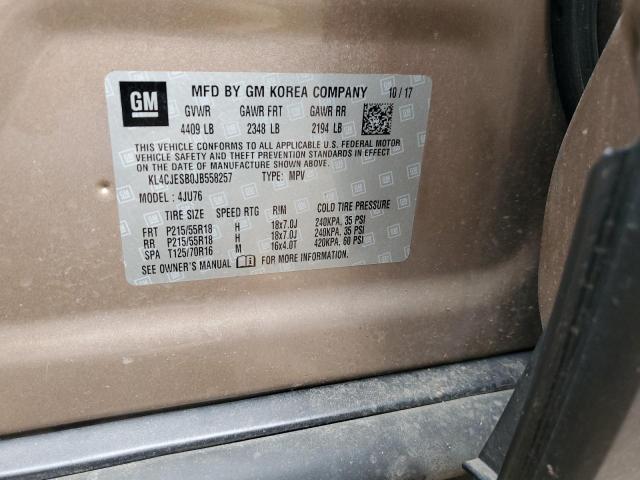 GM
MFD BY GM KOREA COMPANY 10/17
GVWR GAWR FRT GAWR RR
4409 LB 2348 LB 2194 LB
THIS VEHICLE CONFORMS TO ALL APPLICABLE U.S. FEDERAL MOTOR
VEHICLE SAFETY AND THEFT PREVENTION STANDARDS IN EFFECT ON
THE DATE OF MANUFACTURE SHOWN ABOVE.
KL4CJESB0JB558257 TYPE: MPV
MODEL: 4JU76
TIRE SIZE SPEED RTG RIM COLD TIRE PRESSURE
FRT P215/55R18 H 18x7.0J 240KPA, 35 PSI
RR P215/55R18 H 18x7.0J 240KPA, 35 PSI
SPA T125/70R16 M 16x4.0T 420KPA, 60 PSI
SEE OWNER'S MANUAL FOR MORE INFORMATION.